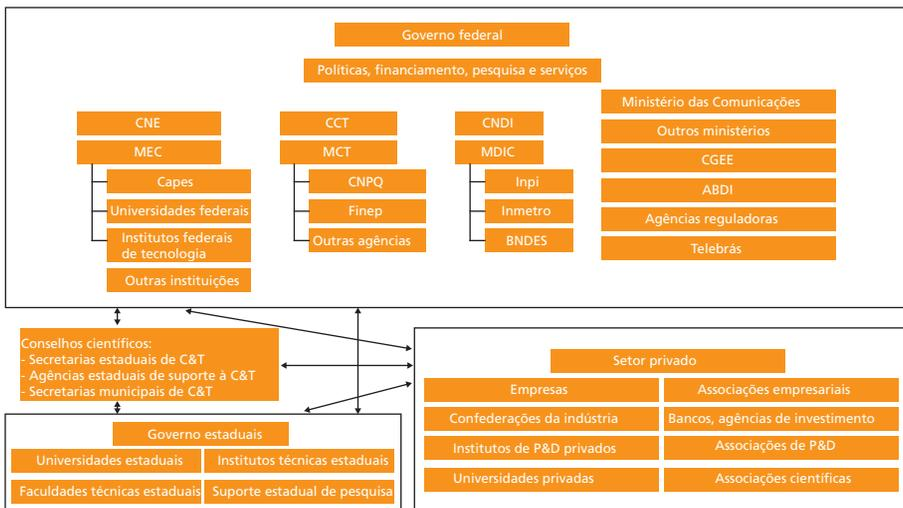 Governo federal
Políticas, financiamento, pesquisa e serviços
CNE
MEC
Capes
Universidades federais
Institutos federais
de tecnologia
Outras instituições
CCT
MCT
CNPQ
Finep
Outras agências
CNDI
MDIC
Inpi
Inmetro
BNDES
Ministério das Comunicações
Outros ministérios
CGEE
ABDI
Agências reguladoras
Telebrás
Conselhos científicos:
- Secretarias estaduais de C&T
- Agências estaduais de suporte à C&T
- Secretarias municipais de C&T
Governo estaduais
Universidades estaduais
Institutos técnicas estaduais
Faculdades técnicas estaduais
Suporte estadual de pesquisa
Setor privado
Empresas
Associações empresariais
Confederações da indústria
Bancos, agências de investimento
Institutos de P&D privados
Associações de P&D
Universidades privadas
Associações científicas